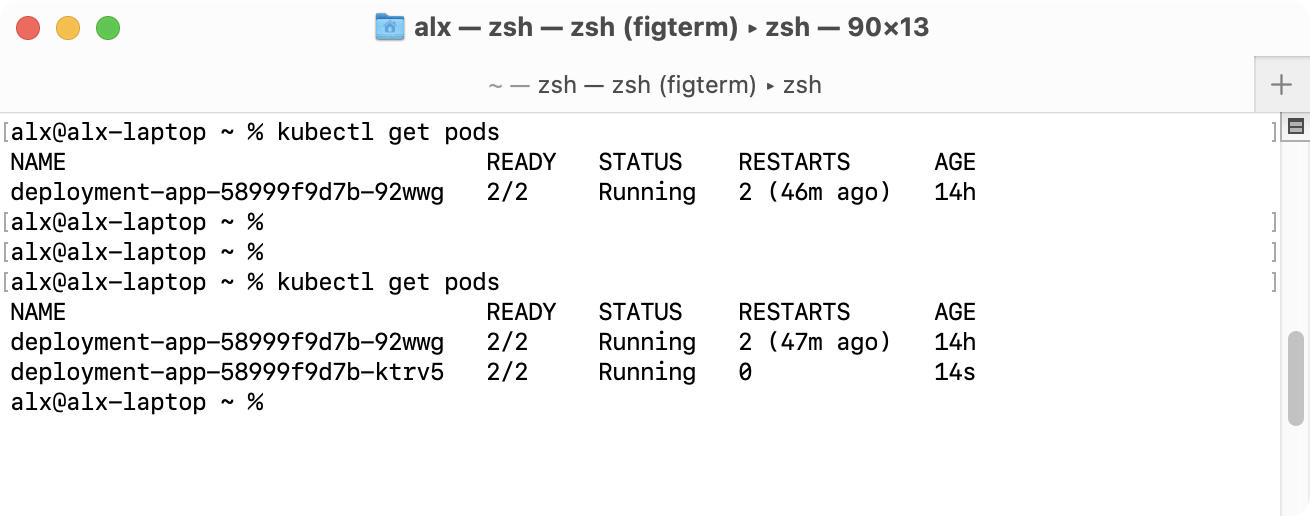 alx — zsh — zsh (figterm) ▸ zsh — 90×13
~ — zsh — zsh (figterm) ▸ zsh
+
[alx@alx-laptop ~ % kubectl get pods ]
NAME READY STATUS RESTARTS AGE
deployment-app-58999f9d7b-92wwg 2/2 Running 2 (46m ago) 14h
[alx@alx-laptop ~ % ]
[alx@alx-laptop ~ % ]
[alx@alx-laptop ~ % kubectl get pods ]
NAME READY STATUS RESTARTS AGE
deployment-app-58999f9d7b-92wwg 2/2 Running 2 (47m ago) 14h
deployment-app-58999f9d7b-ktrv5 2/2 Running 0 14s
alx@alx-laptop ~ %